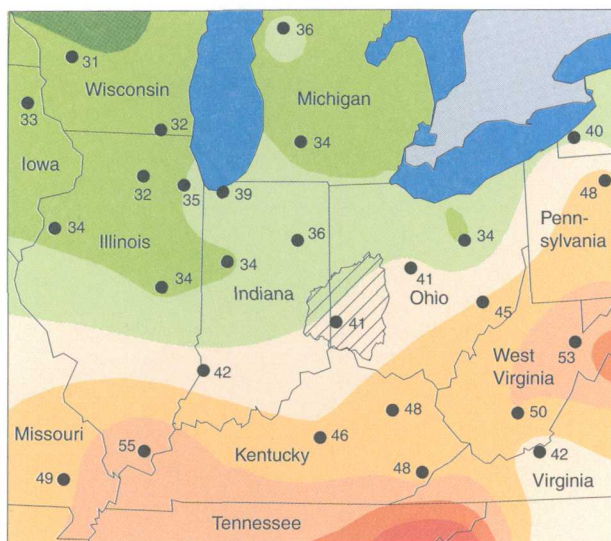 36
31
Wisconsin
Michigan
33
32
34
40
Iowa
32
35
39
48
34
36
34
Penn-
sylvania
Illinois
34
41
34
Indiana
Ohio
45
41
53
West
Virginia
42
48
50
Missouri
55
46
42
Kentucky
49
48
Virginia
Tennessee